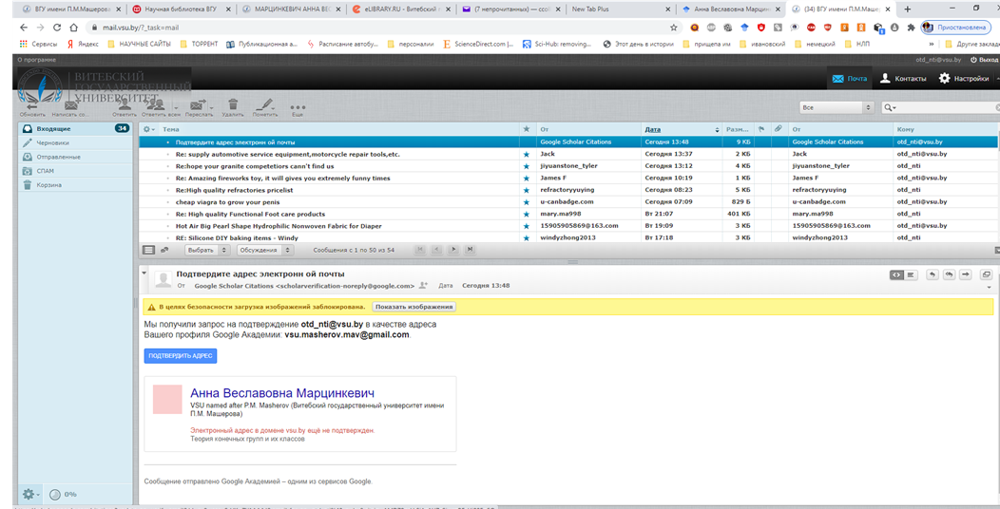 ВГУ имени П.М.Машерова
Научная библиотека ВГУ
МАРЦИНКЕВИЧ АННА ВЕ
eLIBRARY.RU - Витебский
(7 непрочитанных)
New Tab Plus
Анна Веславовна Марцин
(34) ВГУ имени П.М.Маше
mail.vsu.by/?_task=mail
Приостановлена
Сервисы
Яндекс
НАУЧНЫЕ САЙТЫ
ТОРРЕНТ
Публикационная а...
Расписание автобу...
персоналии
ScienceDirect.com |...
Sci-Hub: removing...
Этот день в истории
прищепа им
ивановский
немецкий
НЛП
Другие заклад
О программе
otd_nti@vsu.by
Выход
ВИТЕБСКИЙ
ГОСУДАРСТВЕННЫЙ
УНИВЕРСИТЕТ
Почта
Контакты
Настройки
Обновить
Написать со...
Ответить
Ответить всем
Переслать
Удалить
Пометить
Еще
Все
Входящие 34
Черновики
Отправленные
СПАМ
Корзина
Тема От Дата Разм... От Кому
Подтвердите адрес электронн ой почты Google Scholar Citations Сегодня 13:48 9 КБ Google Scholar Citations otd_nti@vsu.by
Re: supply automotive service equipment,motorcycle repair tools,etc. Jack Сегодня 13:37 2 КБ Jack otd_nti@vsu.by
Re:hope your granite competetiors cann't find us jiyuanstone_tyler Сегодня 13:12 4 КБ jiyuanstone_tyler otd_nti
Re: Amazing fireworks toy, it will gives you extremely funny times James F Сегодня 10:19 1 КБ James F otd_nti
Re:High quality refractories pricelist refractoryyuying Сегодня 08:23 5 КБ refractoryyuying otd_nti
cheap viagra to grow your penis u-canbadge.com Сегодня 07:09 829 Б u-canbadge.com otd_nti@vsu.by
Re: High quality Functional Foot care products mary.ma998 Вт 21:07 401 КБ mary.ma998 otd_nti
Hot Air Big Pearl Shape Hydrophilic Nonwoven Fabric for Diaper 15905905869@163.com Вт 19:09 3 КБ 15905905869@163.com otd_nti@vsu.by
RE: Silicone DIY baking items - Windy windyzhong2013 Вт 17:18 3 КБ windyzhong2013 otd_nti
Выбрать
Обсуждения
Сообщения с 1 по 50 из 54
Подтвердите адрес электронн ой почты
От Google Scholar Citations <scholarverification-noreply@google.com> Дата Сегодня 13:48
В целях безопасности загрузка изображений заблокирована. Показать изображения
Мы получили запрос на подтверждение otd_nti@vsu.by в качестве адреса
Вашего профиля Google Академии: vsu.masherov.mav@gmail.com.
ПОДТВЕРДИТЬ АДРЕС
Анна Веславовна Марцинкевич
VSU named after P.M. Masherov (Витебский государственный университет имени
П.М. Машерова)
Электронный адрес в домене vsu.by ещё не подтвержден.
Теория конечных групп и их классов
Сообщение отправлено Google Академией – одним из сервисов Google.
0%